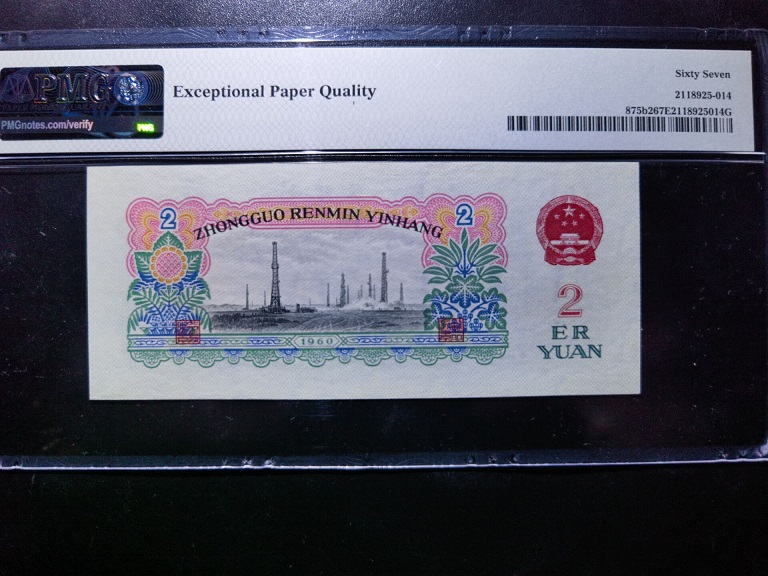 PMG
PMGnotes.com/verify
PMG
Exceptional Paper Quality
Sixty Seven
2118925-014
875b267E2118925014G
2
2
ZHONGGUO RENMIN YINHANG
1960
2
ER
YUAN